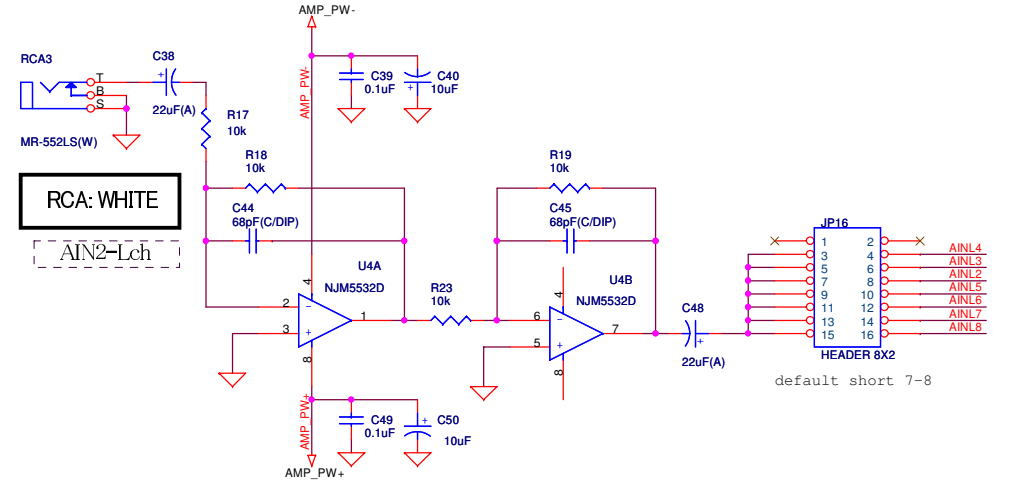 AMP_PW-
RCA3
C38
T
B
S
+
22uF(A)
MR-552LS(W)
R17
10k
AMP_PW-
C39
0.1uF
C40
10uF
+
RCA: WHITE
AIN2-Lch
R18
10k
C44
68pF(C/DIP)
R19
10k
C45
68pF(C/DIP)
U4A
NJM5532D
4
2
-
3
+
1
8
R23
10k
U4B
NJM5532D
4
6
-
5
+
7
8
C48
+
22uF(A)
JP16
1 2
3 4
5 6
7 8
9 10
11 12
13 14
15 16
AINL4
AINL3
AINL2
AINL5
AINL6
AINL7
AINL8
HEADER 8X2
default short 7-8
AMP_PW+
C49
0.1uF
C50
10uF
+
AMP_PW+